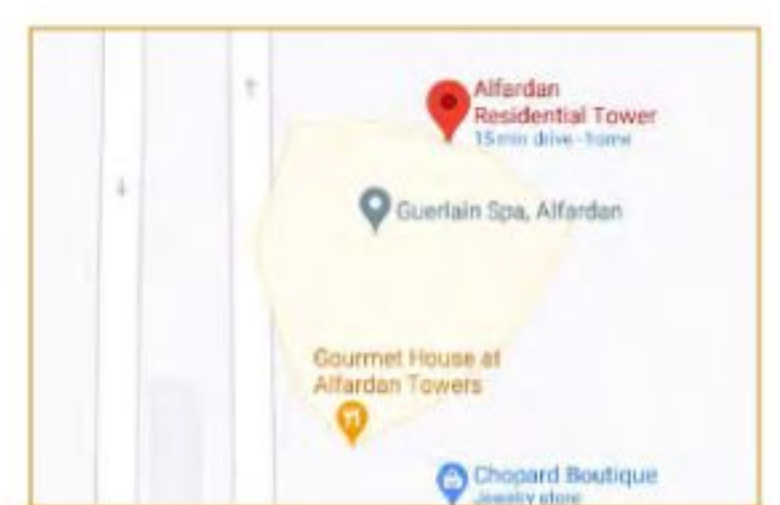 Alfardan
Residential Tower
15 min drive - home
Guerlain Spa, Alfardan
Gourmet House at
Alfardan Towers
Chopard Boutique
Jewelry store